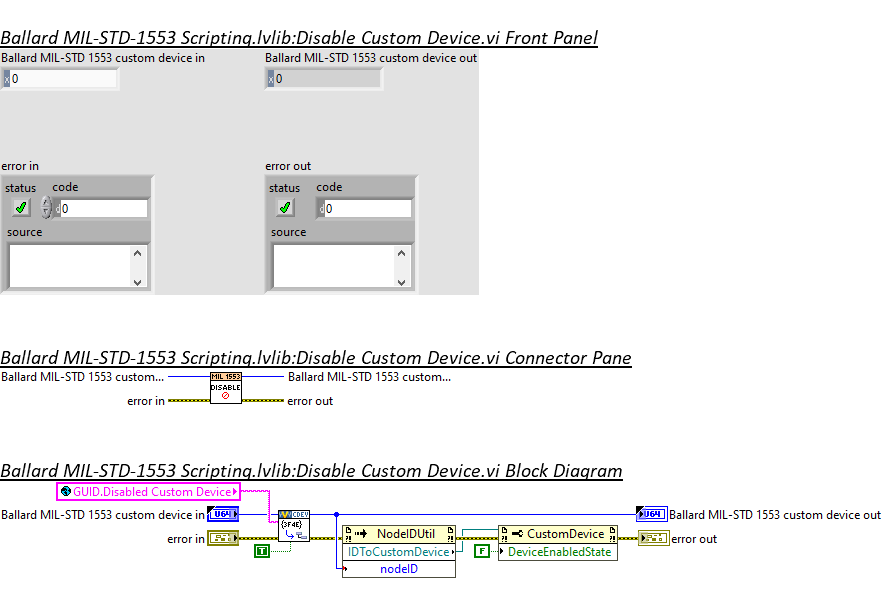 Ballard MIL-STD-1553 Scripting.lvlib:Disable Custom Device.vi Front Panel
Ballard MIL-STD 1553 custom device in
Ballard MIL-STD 1553 custom device out
x 0
x 0
error in
error out
status code
status code
d 0
d 0
source
source
Ballard MIL-STD-1553 Scripting.lvlib:Disable Custom Device.vi Connector Pane
Ballard MIL-STD 1553 custom...
MIL 1553
Ballard MIL-STD 1553 custom...
DISABLE
error in
error out
Ballard MIL-STD-1553 Scripting.lvlib:Disable Custom Device.vi Block Diagram
GUID.Disabled Custom Device
Ballard MIL-STD 1553 custom device in
U64
CDEV
U64
Ballard MIL-STD 1553 custom device out
{3F4E}
error in
NodeIDUtil
CustomDevice
error out
T
IDToCustomDevice
F
DeviceEnabledState
nodeID